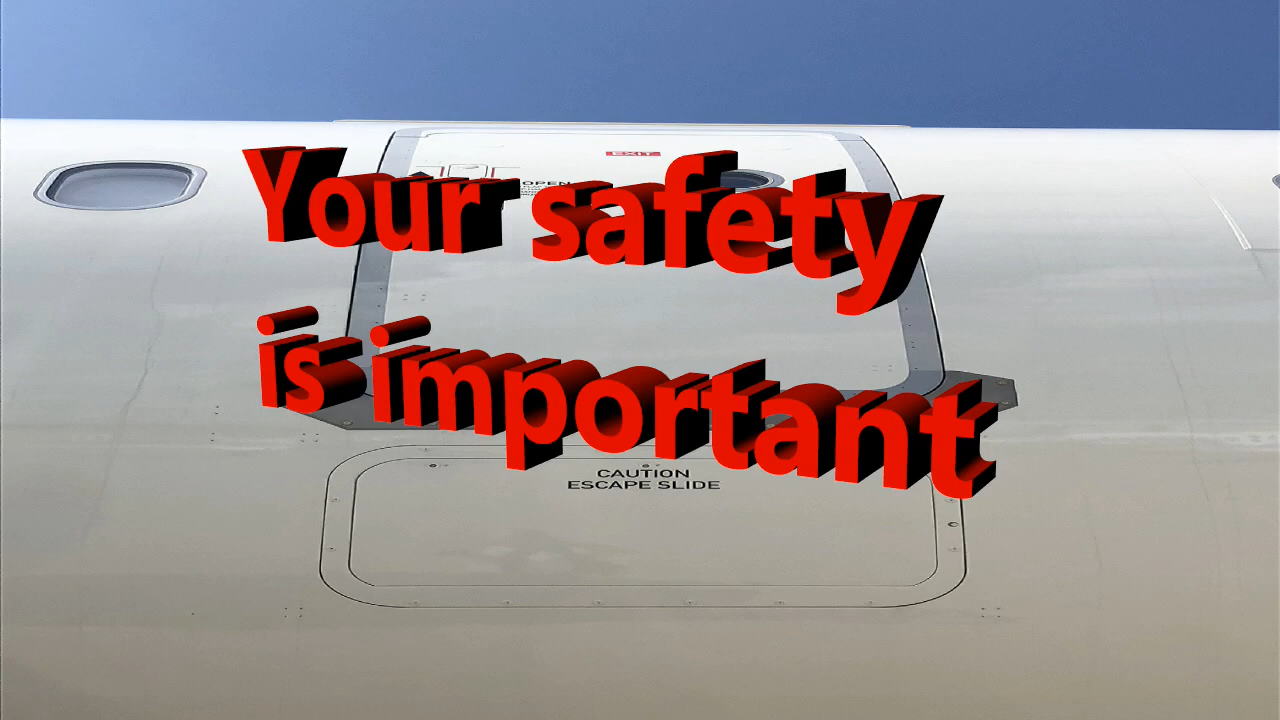 EXIT
OPEN
Your safety
is important
CAUTION
ESCAPE SLIDE